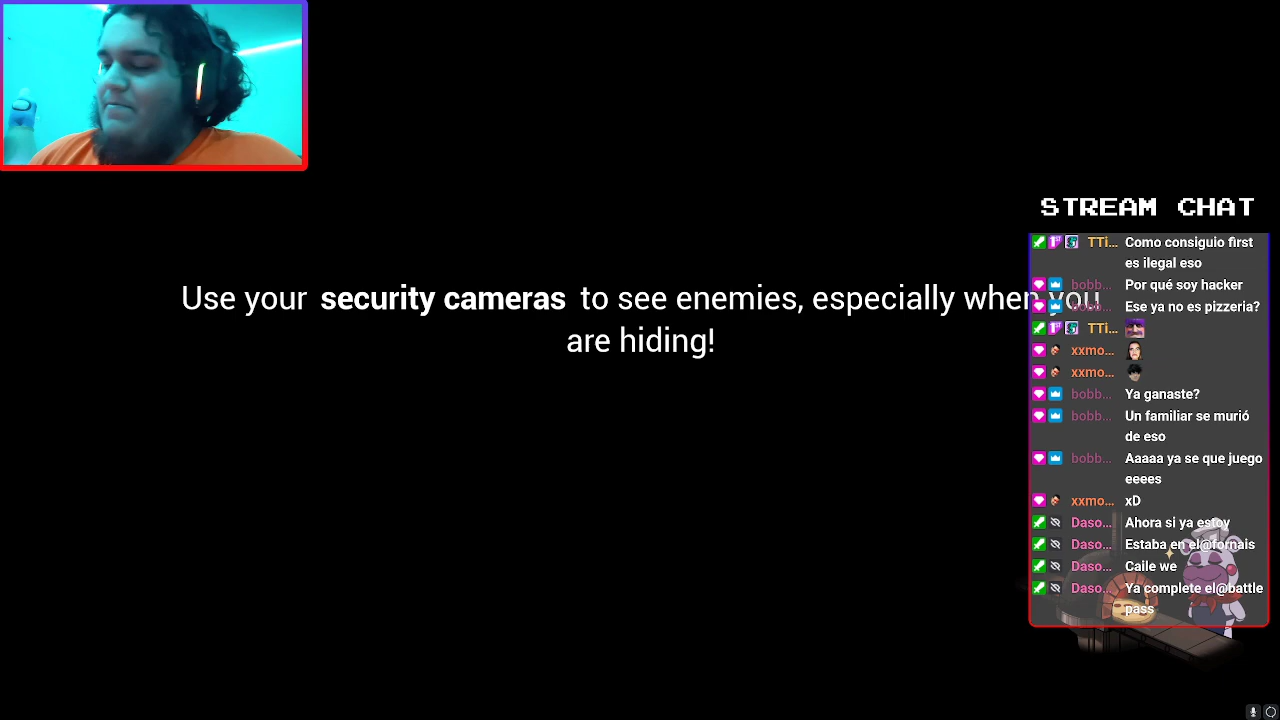 STREAM CHAT
TTi... Como consiguio first
es ilegal eso
bobb... Por qué soy hacker
bobb... Ese ya no es pizzeria?
TTi...
xxmo...
xxmo...
bobb... Ya ganaste?
bobb... Un familiar se murió
de eso
bobb... Aaaaa ya se que juego
eeees
xxmo... xD
Daso... Ahora si ya estoy
Daso... Estaba en el@fornais
Daso... Caile we
Daso... Ya complete el@battle
pass
Use your security cameras to see enemies, especially when you
are hiding!